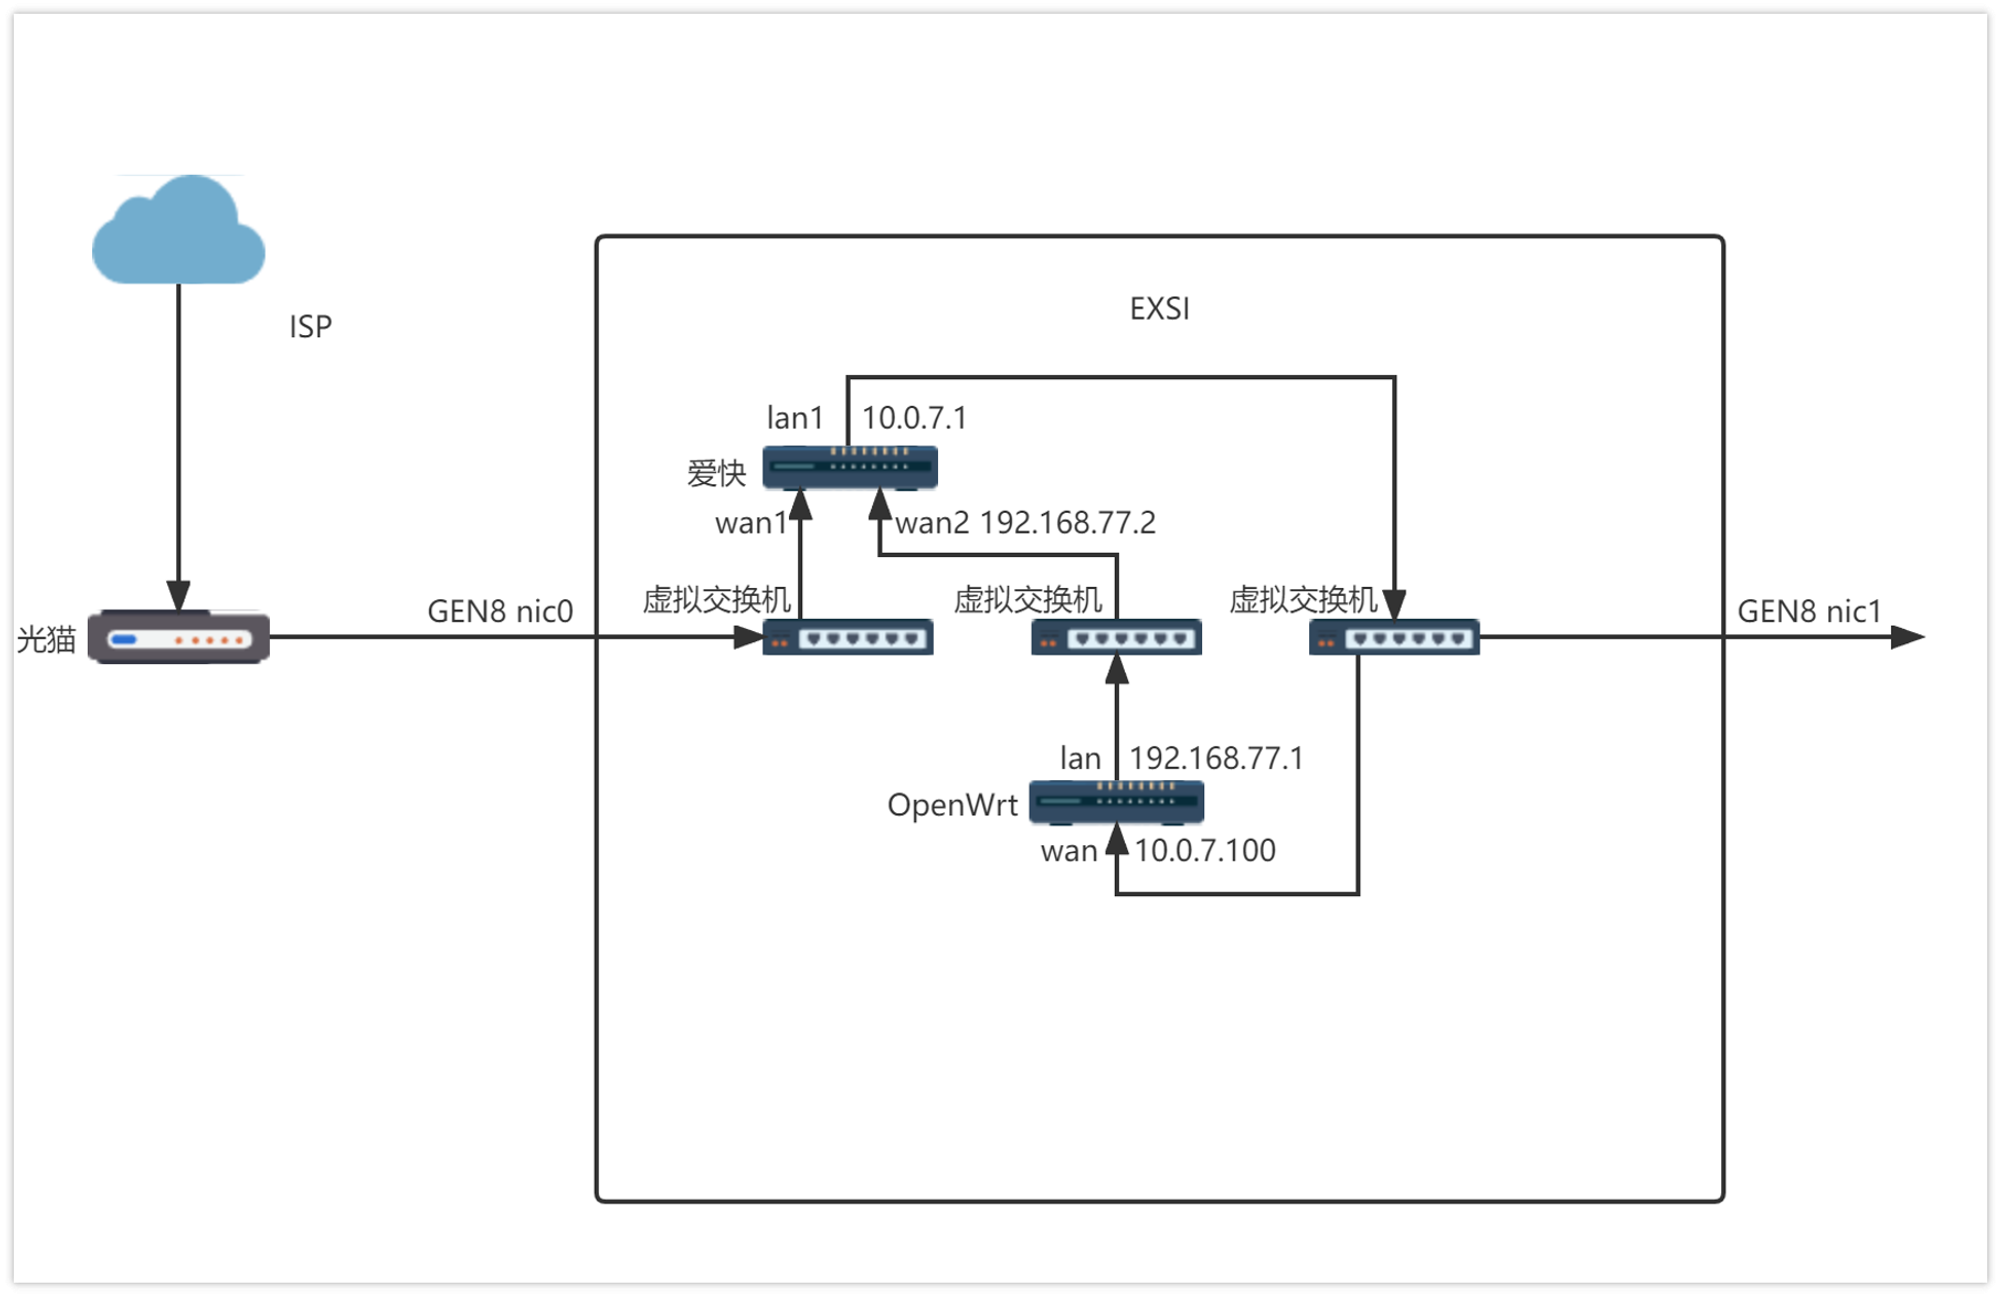 ISP
EXSI
lan1 10.0.7.1
爱快
wan1
wan2 192.168.77.2
光猫
GEN8 nic0
虚拟交换机
虚拟交换机
虚拟交换机
GEN8 nic1
lan 192.168.77.1
OpenWrt
wan 10.0.7.100